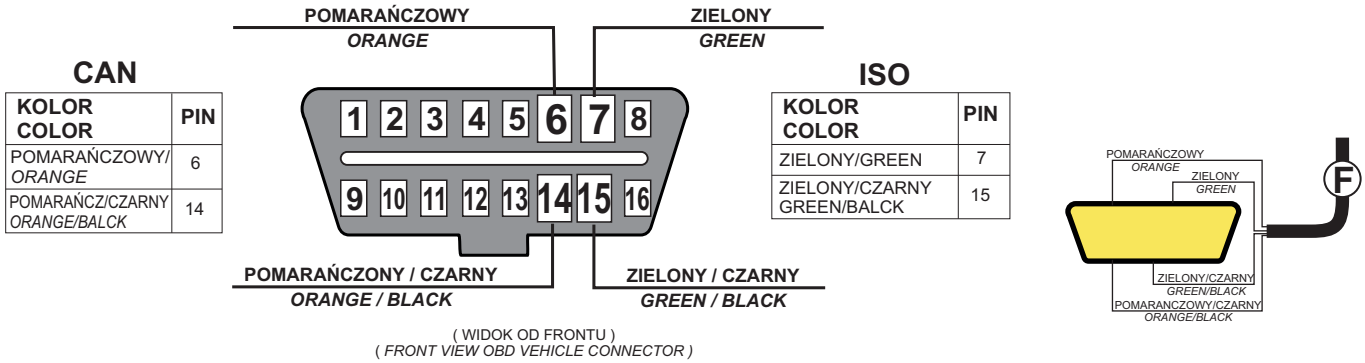 POMARAŃCZOWY
ORANGE
ZIELONY
GREEN
CAN
KOLOR
COLOR
PIN
POMARAŃCZOWY/
ORANGE
6
POMARAŃCZ/CZARNY
ORANGE/BALCK
14
1 2 3 4 5 6 7 8
9 10 11 12 13 14 15 16
POMARAŃCZONY / CZARNY
ORANGE / BLACK
ZIELONY / CZARNY
GREEN / BLACK
( WIDOK OD FRONTU )
( FRONT VIEW OBD VEHICLE CONNECTOR )
ISO
KOLOR
COLOR
PIN
ZIELONY/GREEN
7
ZIELONY/CZARNY
GREEN/BALCK
15
POMARAŃCZOWY
ORANGE
ZIELONY
GREEN
F
ZIELONY/CZARNY
GREEN/BLACK
POMARANCZOWY/CZARNY
ORANGE/BLACK